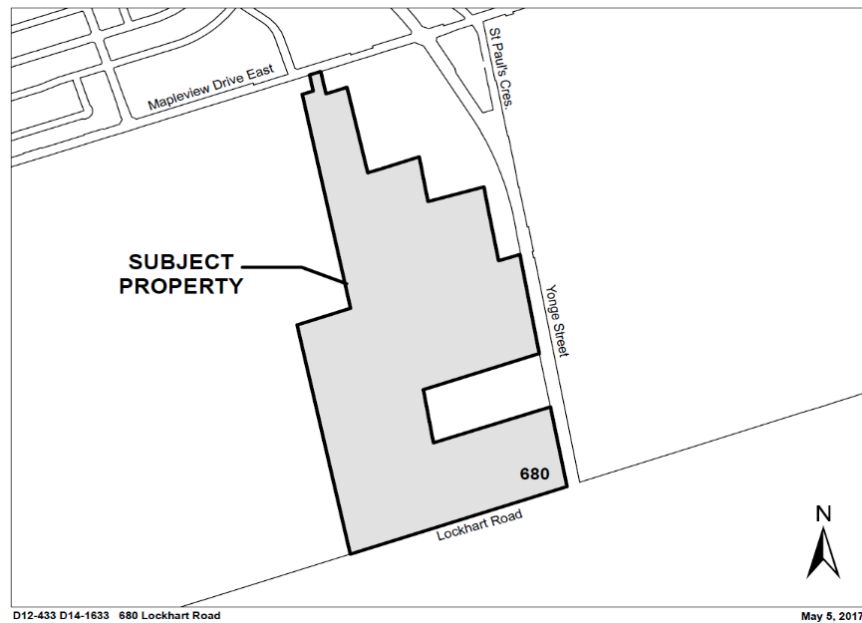 St Paul's Cres.
Mapleview Drive East
SUBJECT
PROPERTY
Yonge Street
680
Lockhart Road
N
D12-433 D14-1633 680 Lockhart Road
May 5, 2017